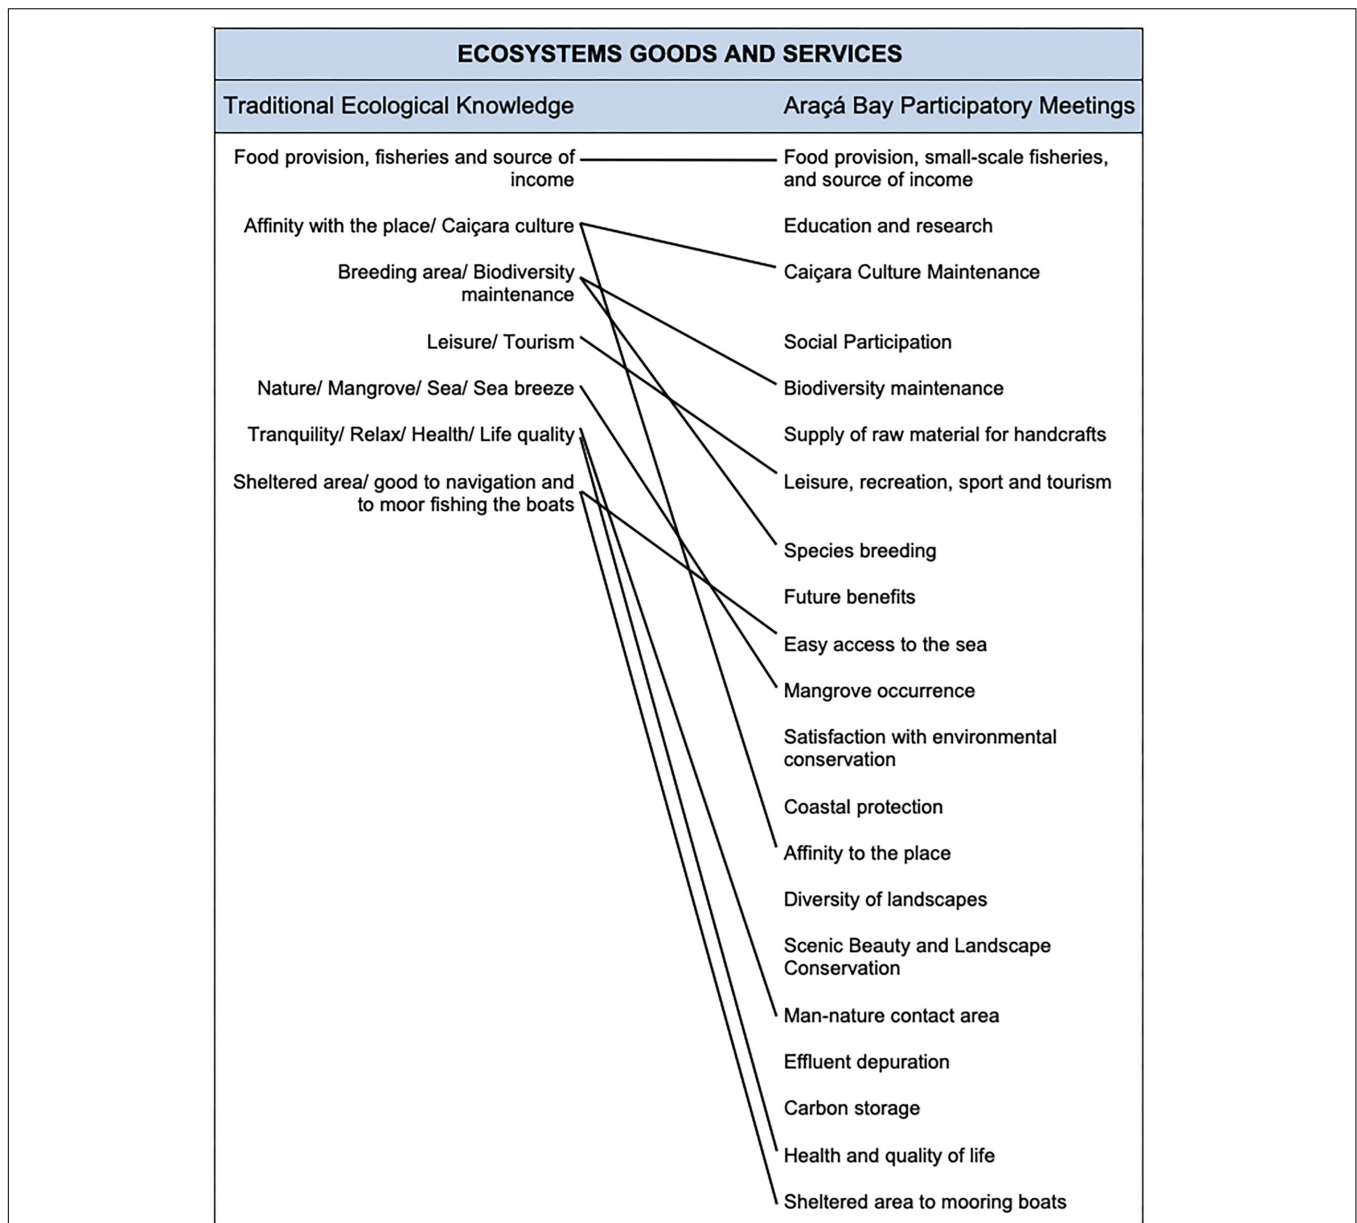 ECOSYSTEMS GOODS AND SERVICES
Traditional Ecological Knowledge
Araçá Bay Participatory Meetings
Food provision, fisheries and source of
income
Affinity with the place/ Caiçara culture
Breeding area/ Biodiversity
maintenance
Leisure/ Tourism
Nature/ Mangrove/ Sea/ Sea breeze
Tranquility/ Relax/ Health/ Life quality
Sheltered area/ good to navigation and
to moor fishing the boats
Food provision, small-scale fisheries,
and source of income
Education and research
Caiçara Culture Maintenance
Social Participation
Biodiversity maintenance
Supply of raw material for handcrafts
Leisure, recreation, sport and tourism
Species breeding
Future benefits
Easy access to the sea
Mangrove occurrence
Satisfaction with environmental
conservation
Coastal protection
Affinity to the place
Diversity of landscapes
Scenic Beauty and Landscape
Conservation
Man-nature contact area
Effluent depuration
Carbon storage
Health and quality of life
Sheltered area to mooring boats